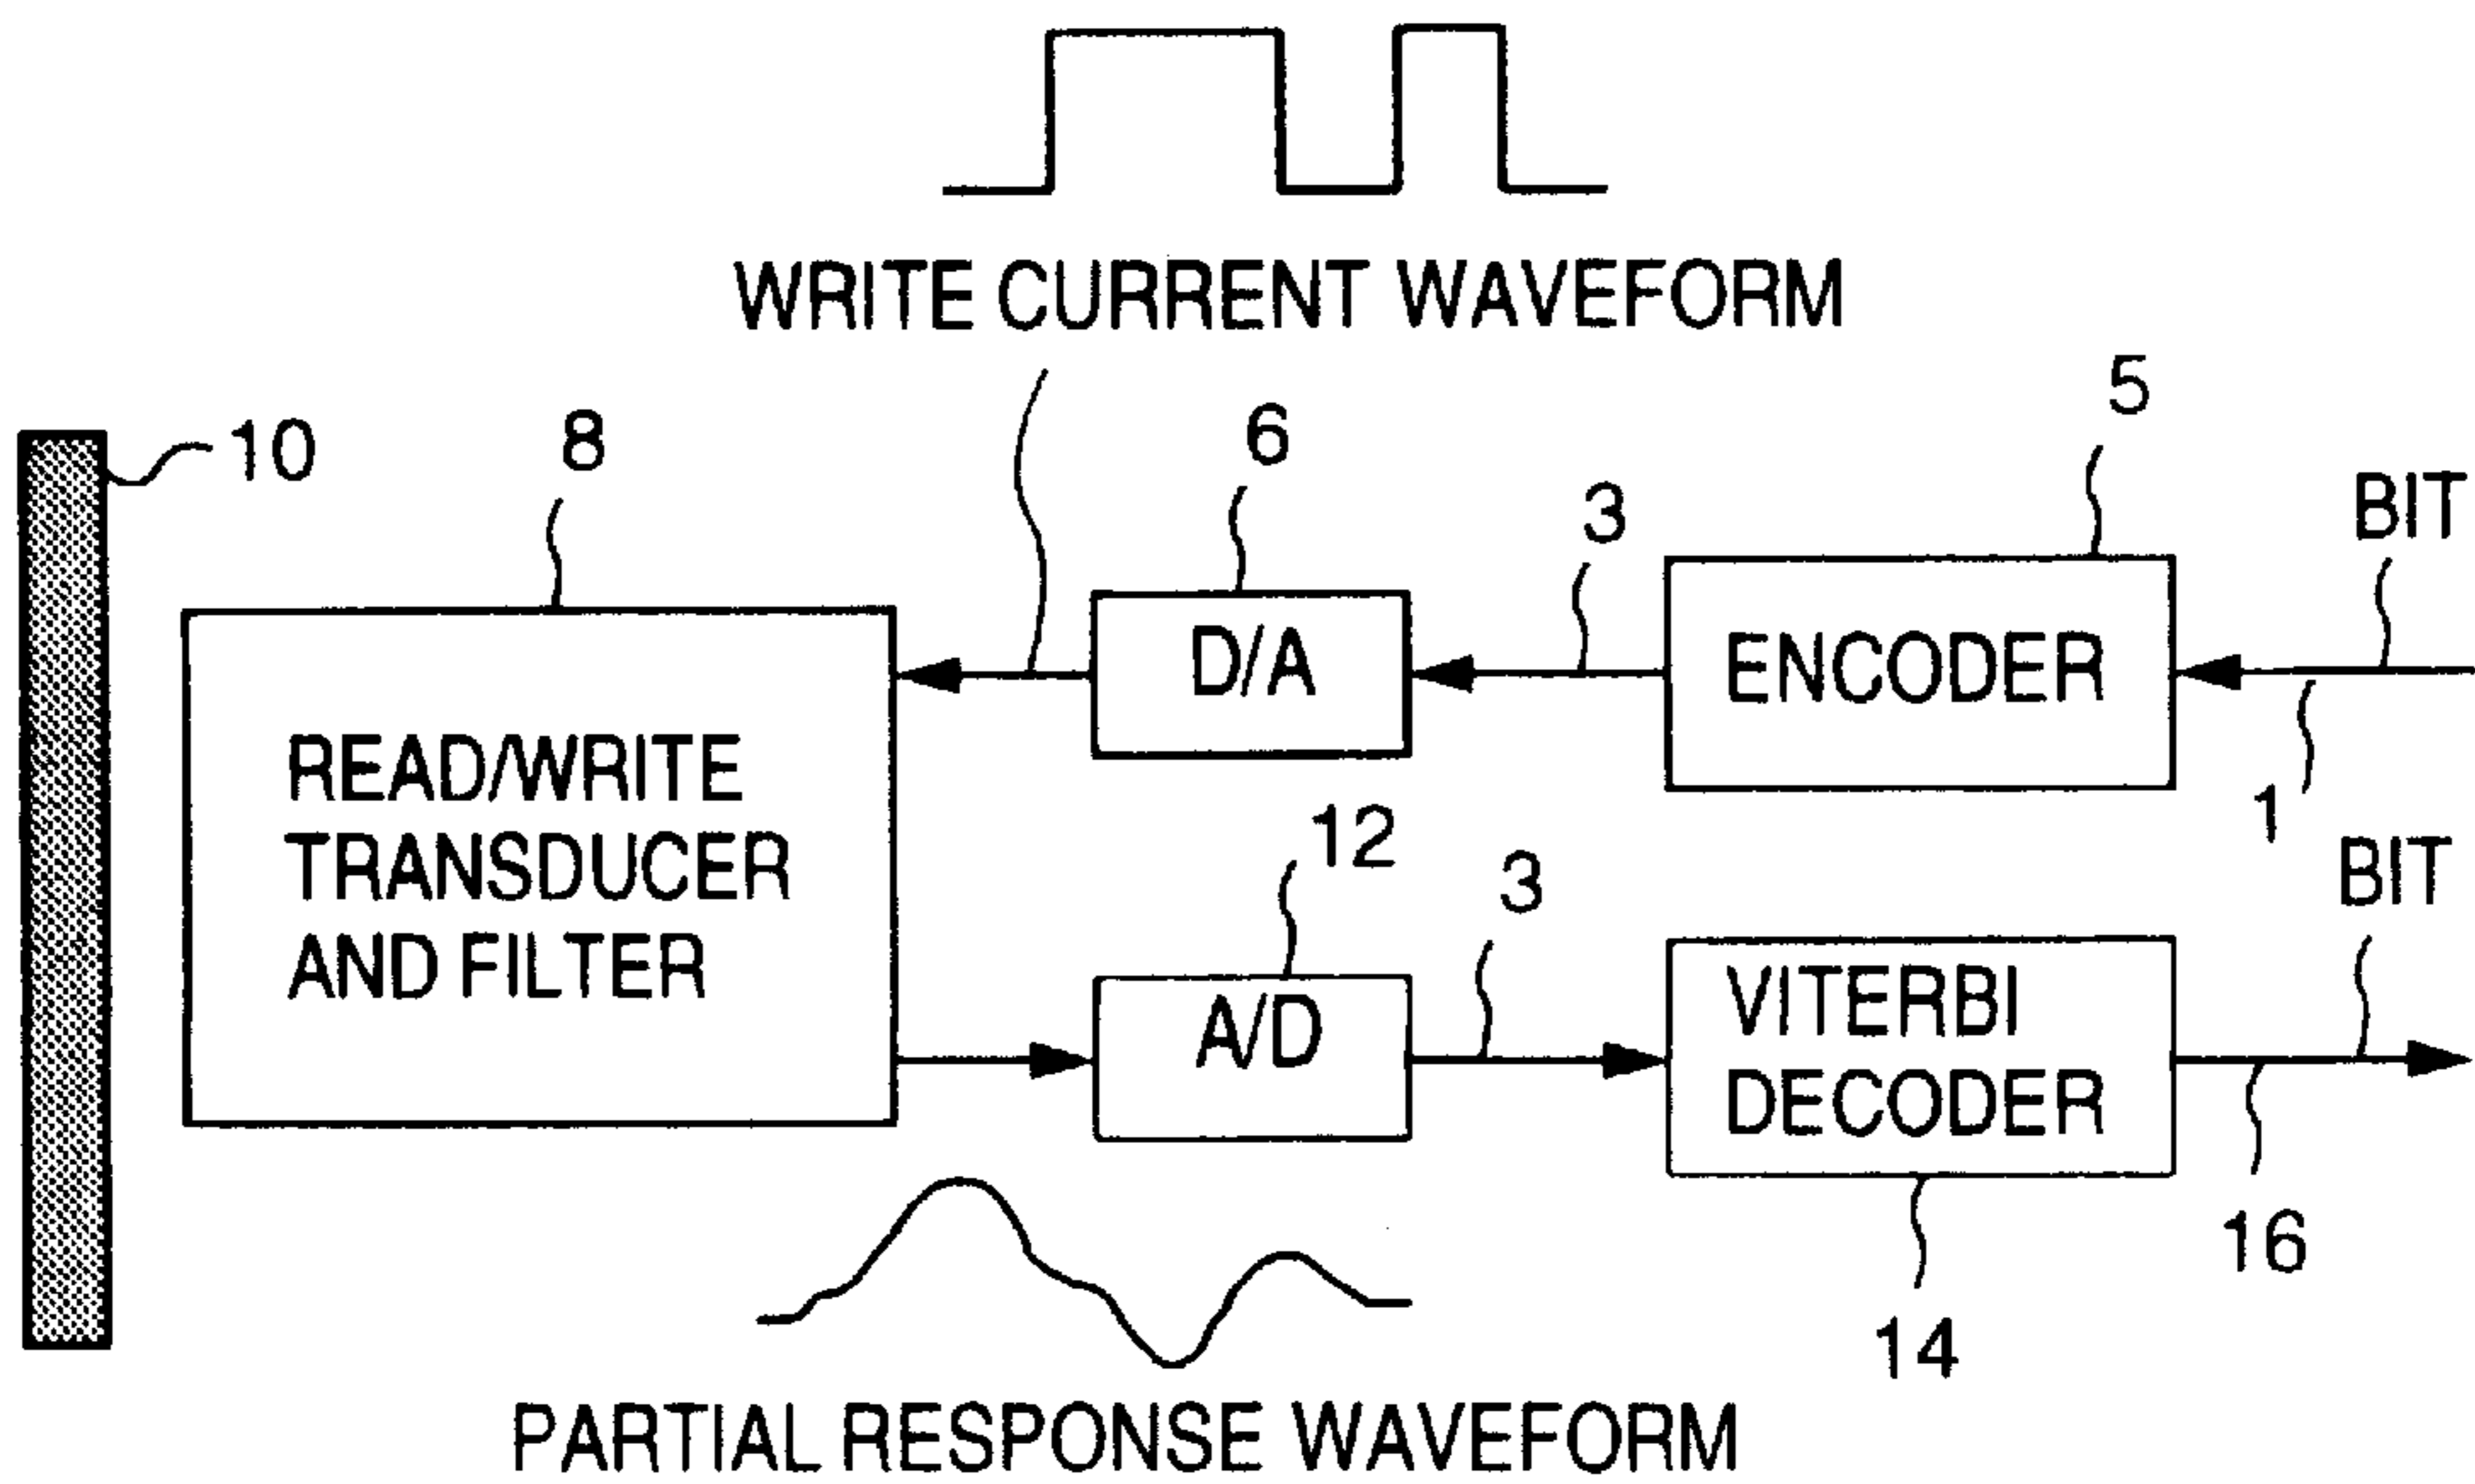 WRITE CURRENT WAVEFORM
10
8
6
3
5
BIT
READ/WRITE
TRANSDUCER
AND FILTER
D/A
ENCODER
1
12
3
BIT
A/D
VITERBI
DECODER
16
14
PARTIAL RESPONSE WAVEFORM